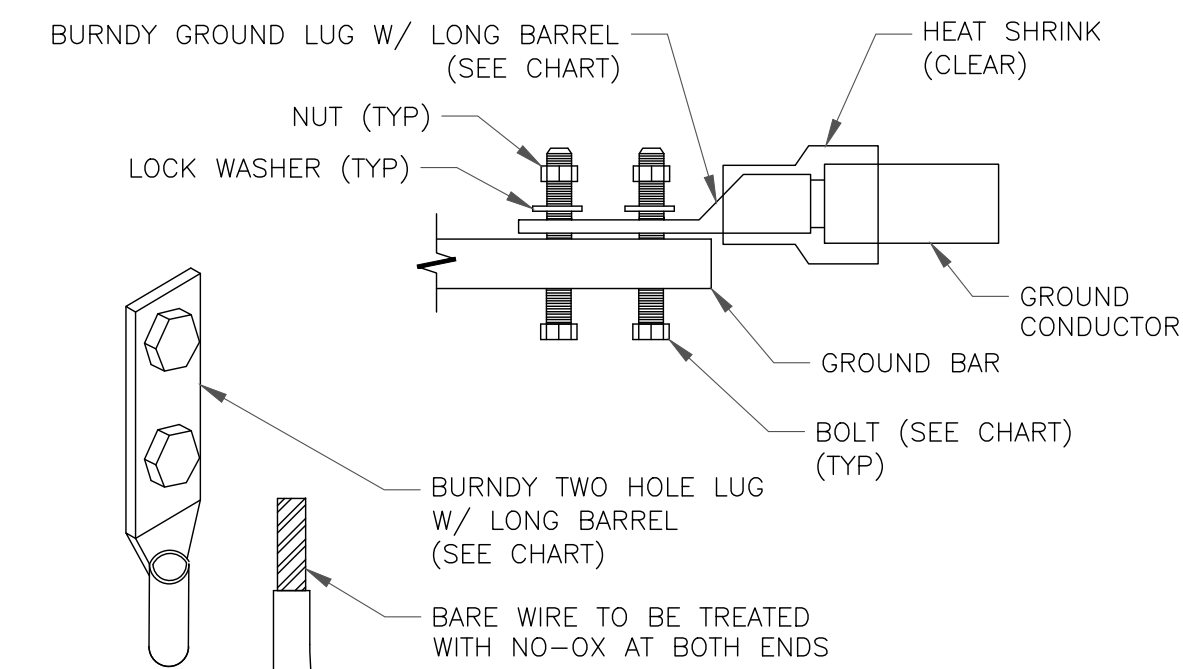 BURNDY GROUND LUG W/ LONG BARREL
(SEE CHART)
HEAT SHRINK
(CLEAR)
NUT (TYP)
LOCK WASHER (TYP)
GROUND
CONDUCTOR
GROUND BAR
BOLT (SEE CHART)
(TYP)
BURNDY TWO HOLE LUG
W/ LONG BARREL
(SEE CHART)
BARE WIRE TO BE TREATED
WITH NO-OX AT BOTH ENDS